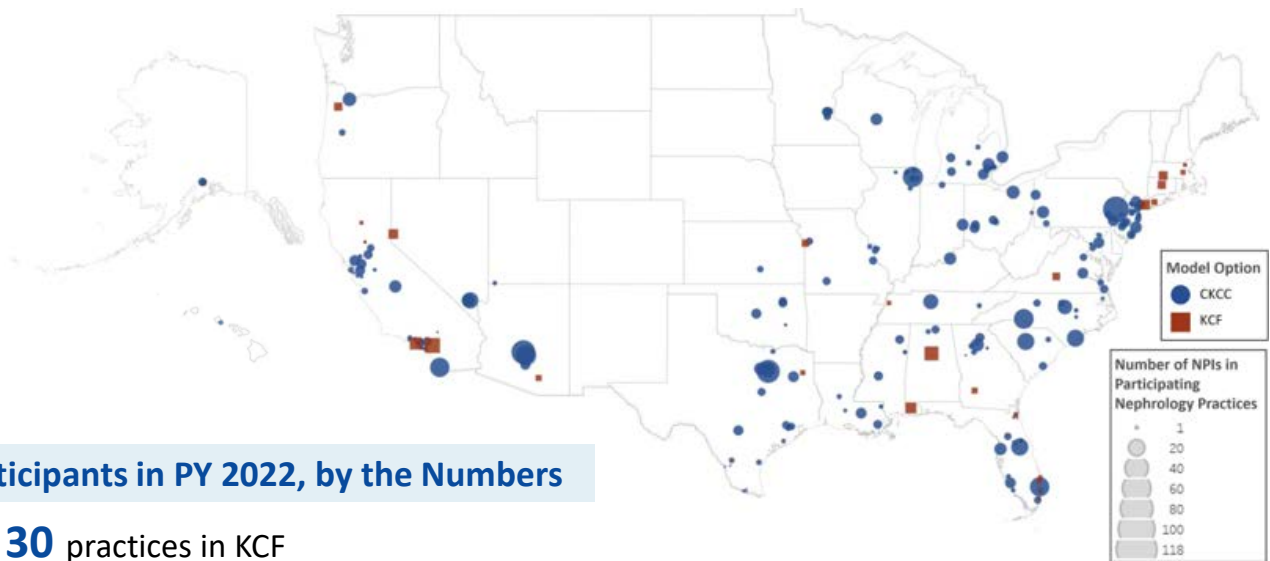 Model Option
CKCC
KCF
Number of NPIs in
Participating
Nephrology Practices
1
20
40
60
80
100
118
ticipants in PY 2022, by the Numbers
30 practices in KCF